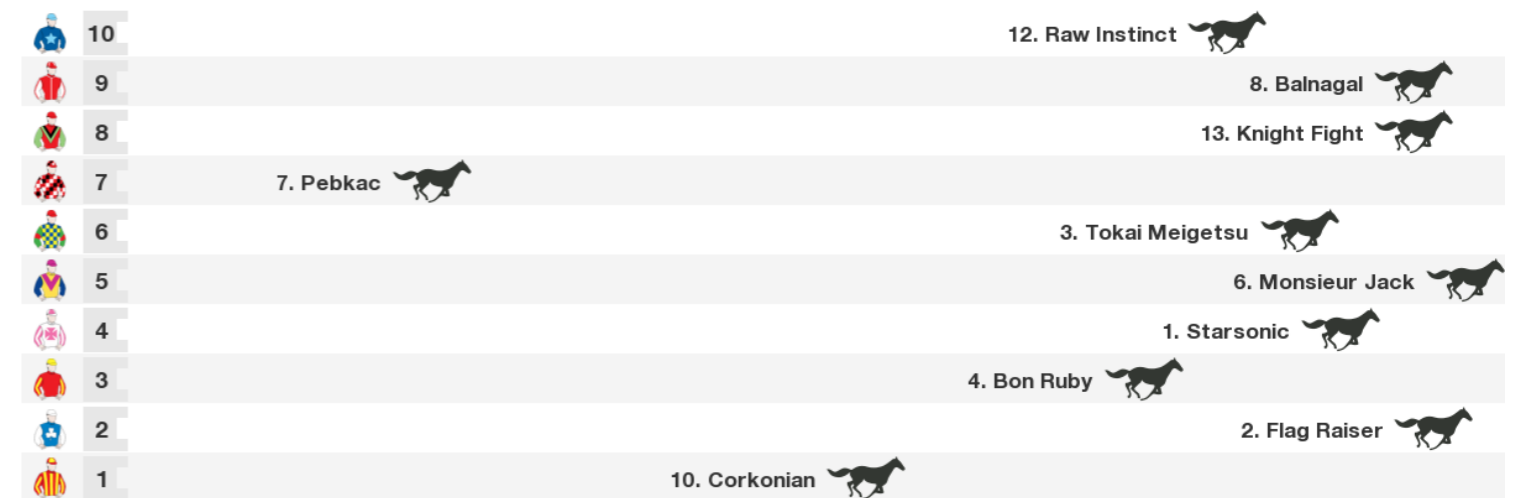 10 12. Raw Instinct
9 8. Balnagal
8 13. Knight Fight
7 7. Pebkac
6 3. Tokai Meigetsu
5 6. Monsieur Jack
4 1. Starsonic
3 4. Bon Ruby
2 2. Flag Raiser
1 10. Corkonian